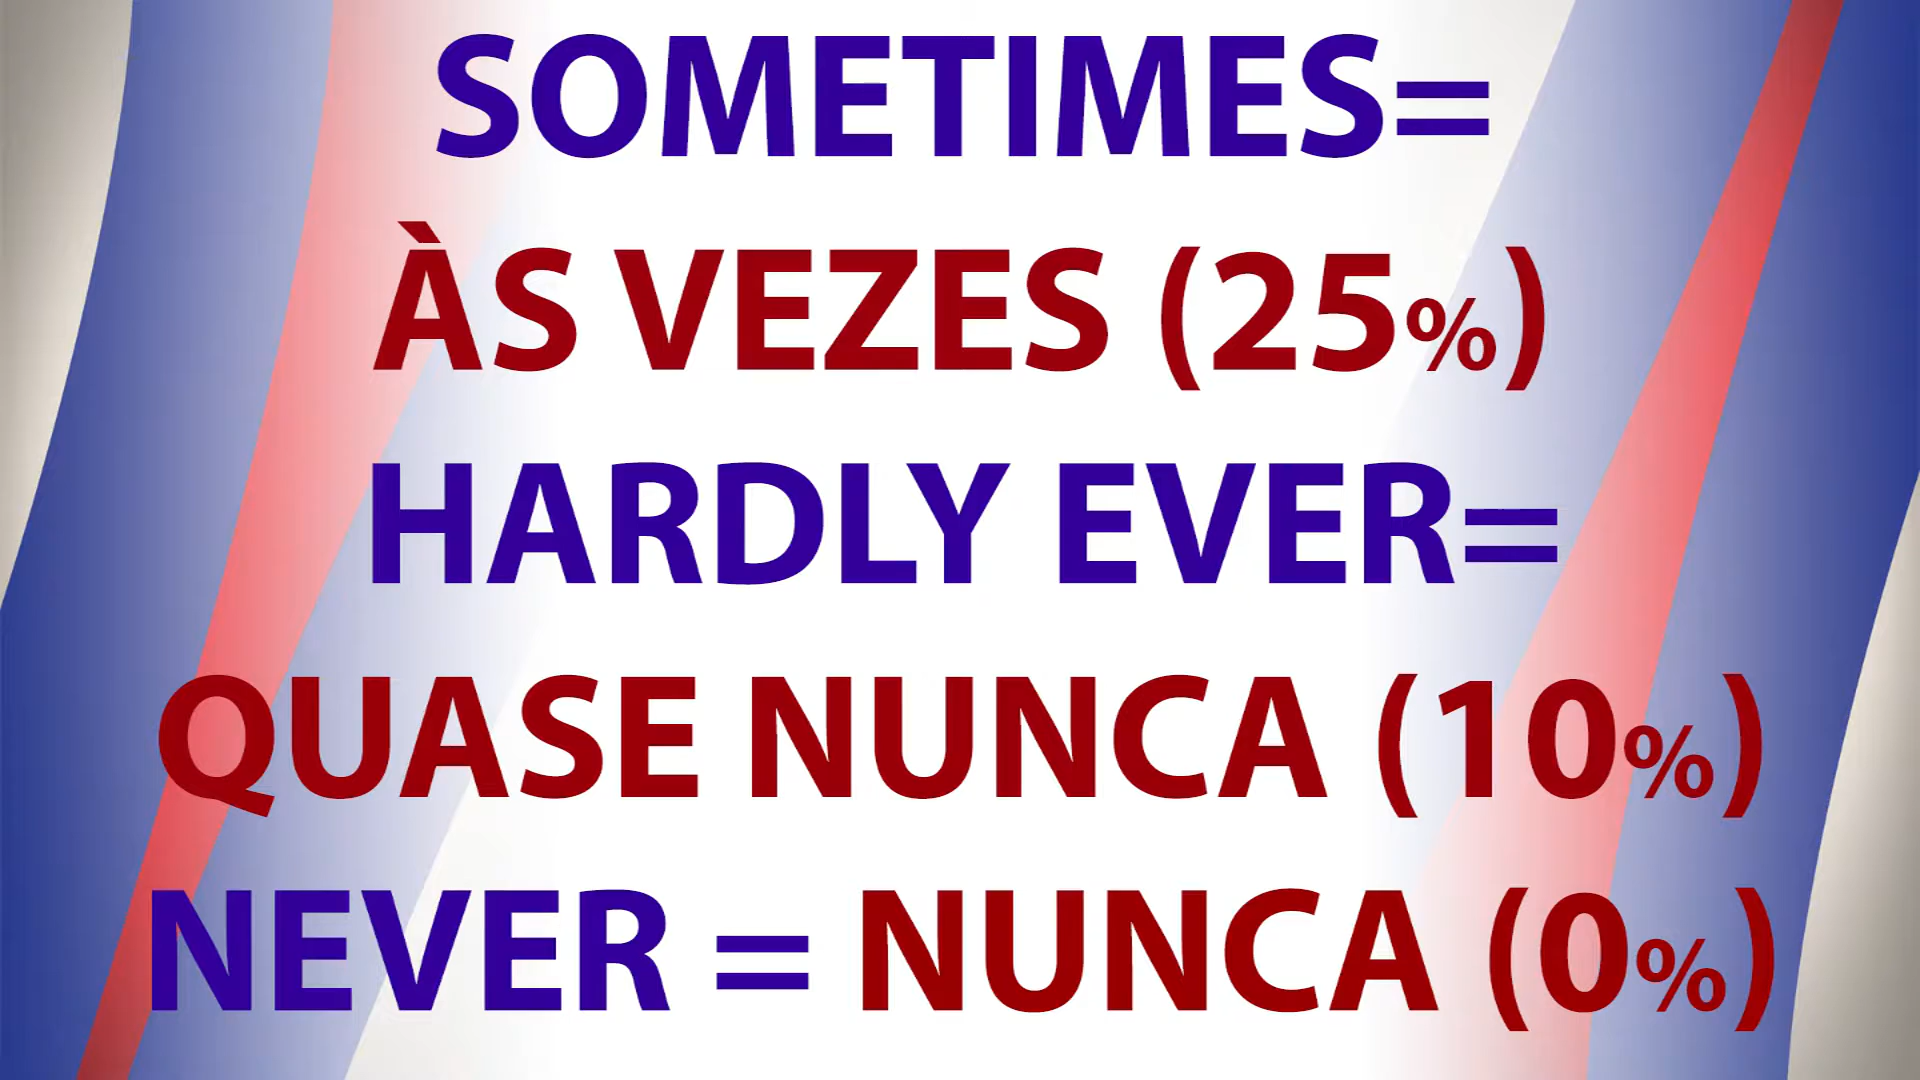 SOMETIMES=
ÀS VEZES (25%)
HARDLY EVER=
QUASE NUNCA (10%)
NEVER = NUNCA (0%)